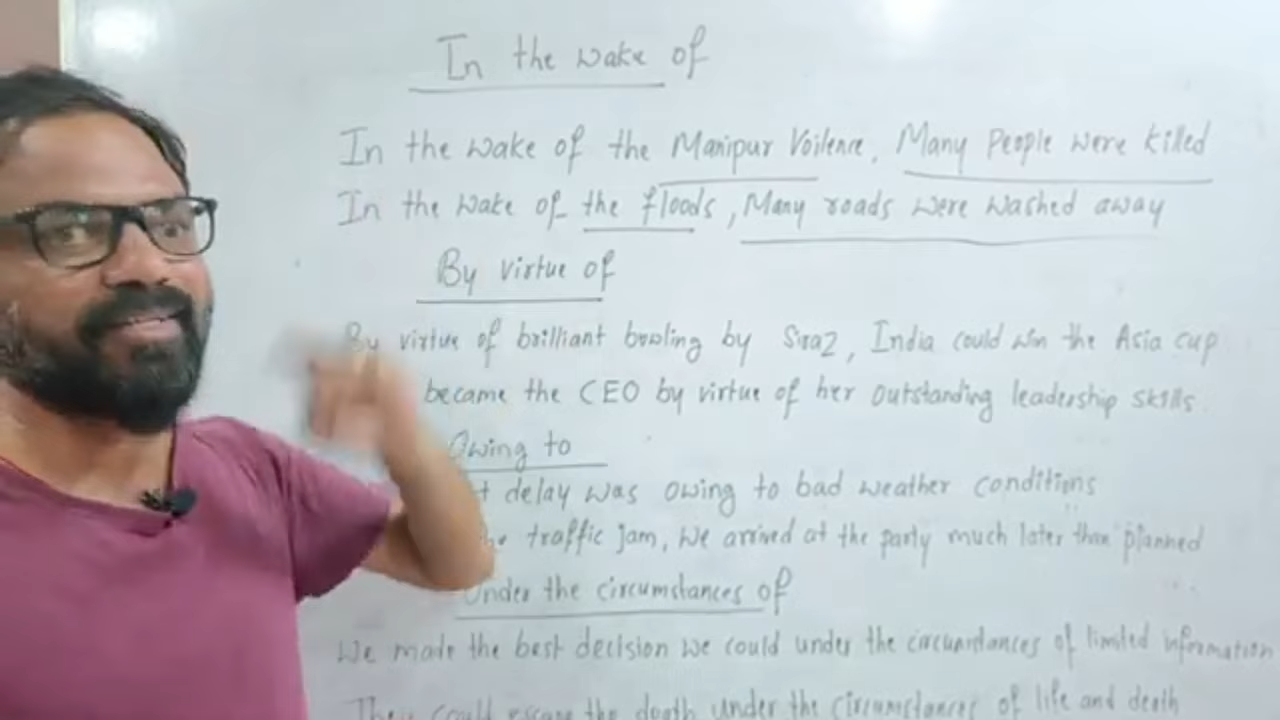 In the wake of
In the wake of the Manipur Voilence, Many People were killed
In the wake of the floods, Many roads were washed away
By virtue of
By virtue of brilliant bowling by Siraz, India could win the Asia cup
became the CEO by virtue of her outstanding leadership skills.
Owing to
delay was owing to bad weather conditions
traffic jam, we arrived at the party much later than planned
Under the circumstances of
We made the best decision we could under the circumstances of limited information
They could escape the death under the circumstances of life and death